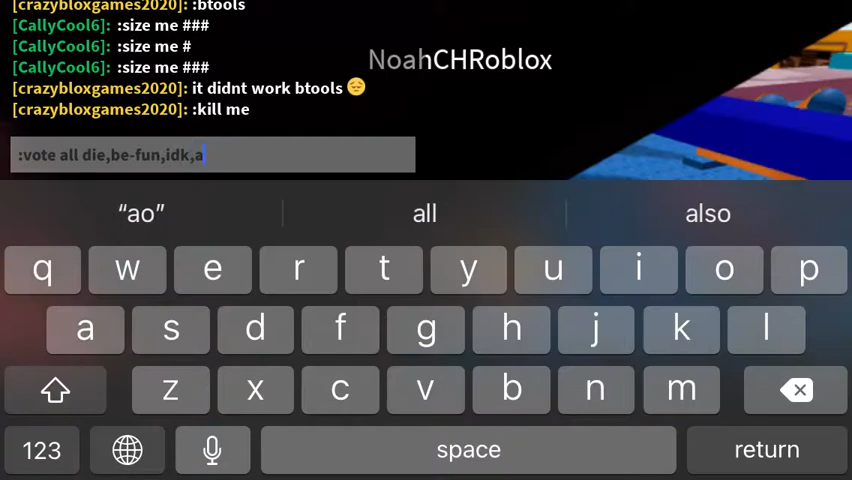 [crazybloxgames2020]: :btools
[CallyCool6]: :size me ###
[CallyCool6]: :size me #
[CallyCool6]: :size me ###
[crazybloxgames2020]: it didnt work btools 😔
[crazybloxgames2020]: :kill me
NoahCHRoblox
:vote all die,be-fun,idk,a
“ao” all also
q w e r t y u i o p
a s d f g h j k l
z x c v b n m
123 space return